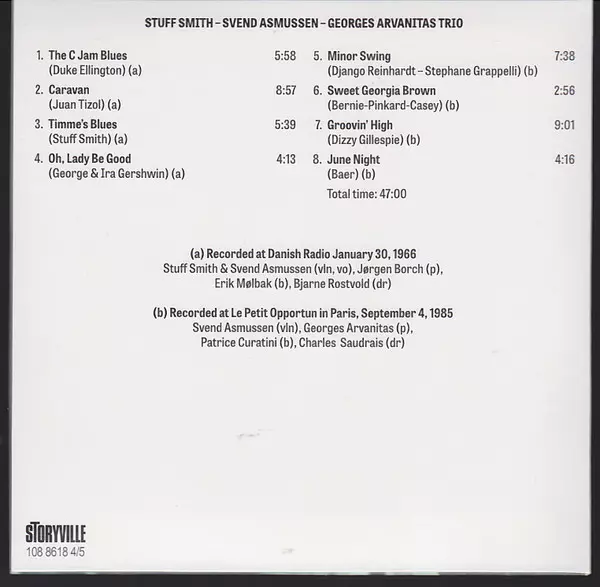 STUFF SMITH – SVEND ASMUSSEN – GEORGES ARVANITAS TRIO
1. The C Jam Blues 5:58
(Duke Ellington) (a)
2. Caravan 8:57
(Juan Tizol) (a)
3. Timme's Blues 5:39
(Stuff Smith) (a)
4. Oh, Lady Be Good 4:13
(George & Ira Gershwin) (a)
5. Minor Swing 7:38
(Django Reinhardt – Stephane Grappelli) (b)
6. Sweet Georgia Brown 2:56
(Bernie-Pinkard-Casey) (b)
7. Groovin' High 9:01
(Dizzy Gillespie) (b)
8. June Night 4:16
(Baer) (b)
Total time: 47:00
(a) Recorded at Danish Radio January 30, 1966
Stuff Smith & Svend Asmussen (vln, vo), Jørgen Borch (p),
Erik Mølbak (b), Bjarne Rostvold (dr)
(b) Recorded at Le Petit Opportun in Paris, September 4, 1985
Svend Asmussen (vln), Georges Arvanitas (p),
Patrice Curatini (b), Charles Saudrais (dr)
STORYVILLE
108 8618 4/5